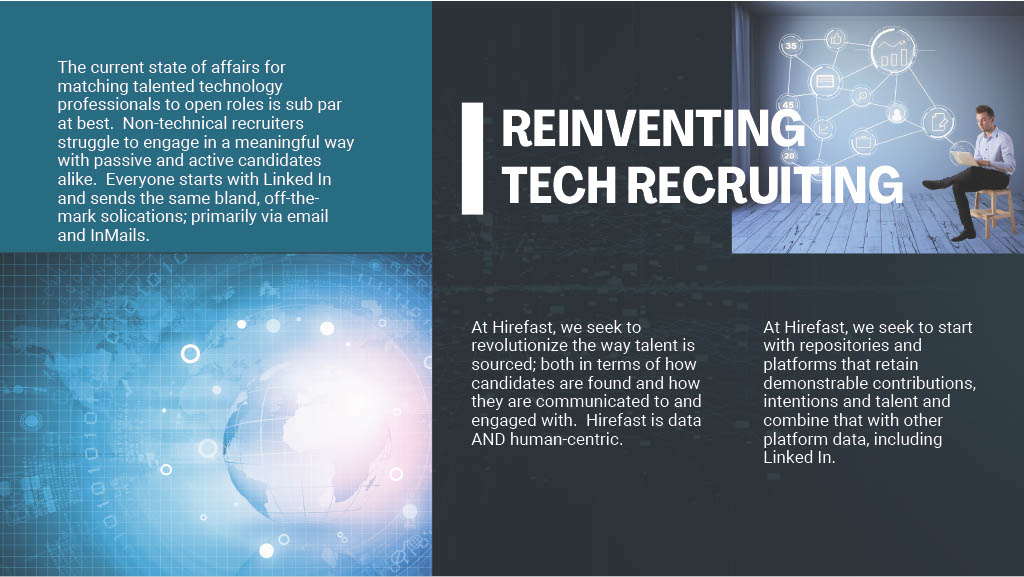 The current state of affairs for
matching talented technology
professionals to open roles is sub par
at best.  Non-technical recruiters
struggle to engage in a meaningful way
with passive and active candidates
alike.  Everyone starts with Linked In
and sends the same bland, off-the-
mark solications; primarily via email
and InMails.
REINVENTING
TECH RECRUITING
35
45
20
At Hirefast, we seek to
revolutionize the way talent is
sourced; both in terms of how
candidates are found and how
they are communicated to and
engaged with.  Hirefast is data
AND human-centric.
At Hirefast, we seek to start
with repositories and
platforms that retain
demonstrable contributions,
intentions and talent and
combine that with other
platform data, including
Linked In.